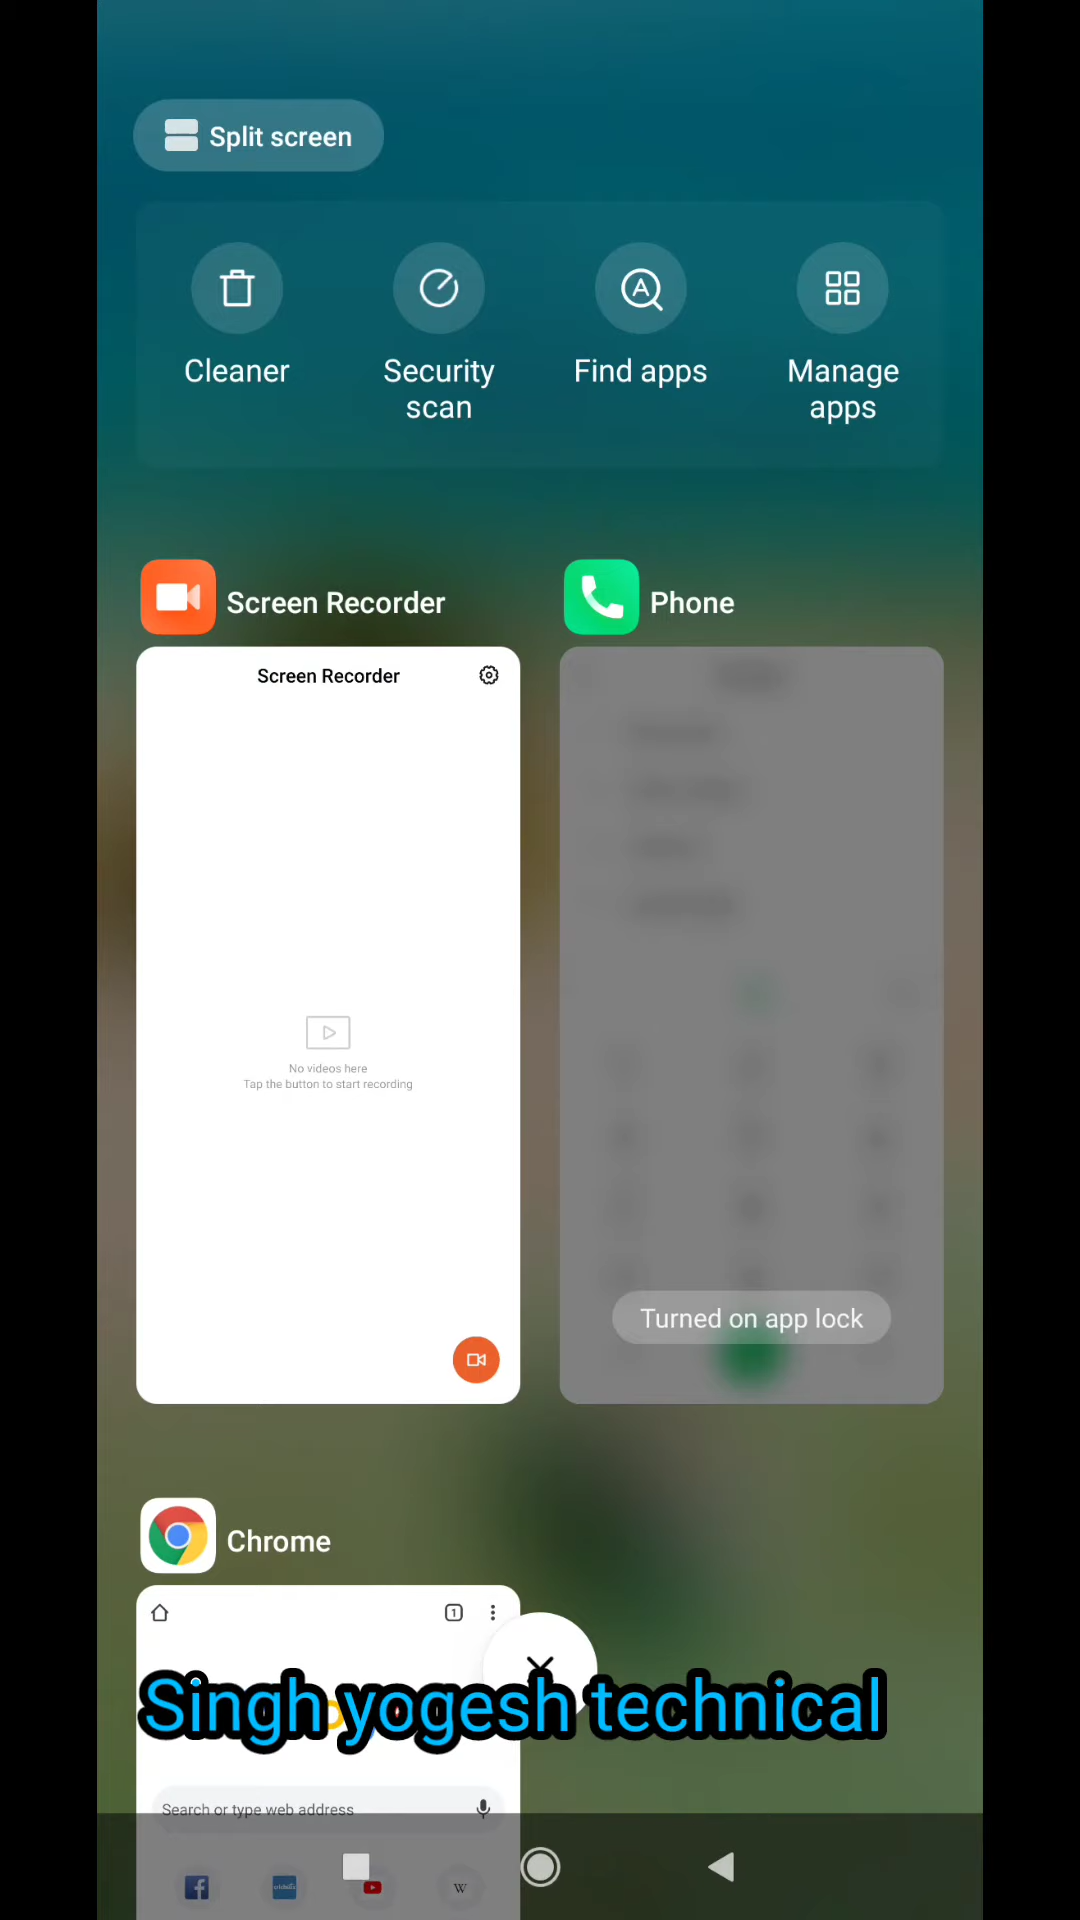 Split screen
Cleaner
Security
scan
Find apps
Manage
apps
Screen Recorder
Phone
Screen Recorder
No videos here
Tap the button to start recording
Turned on app lock
Chrome
1
Singh yogesh technical
Search or type web address
W